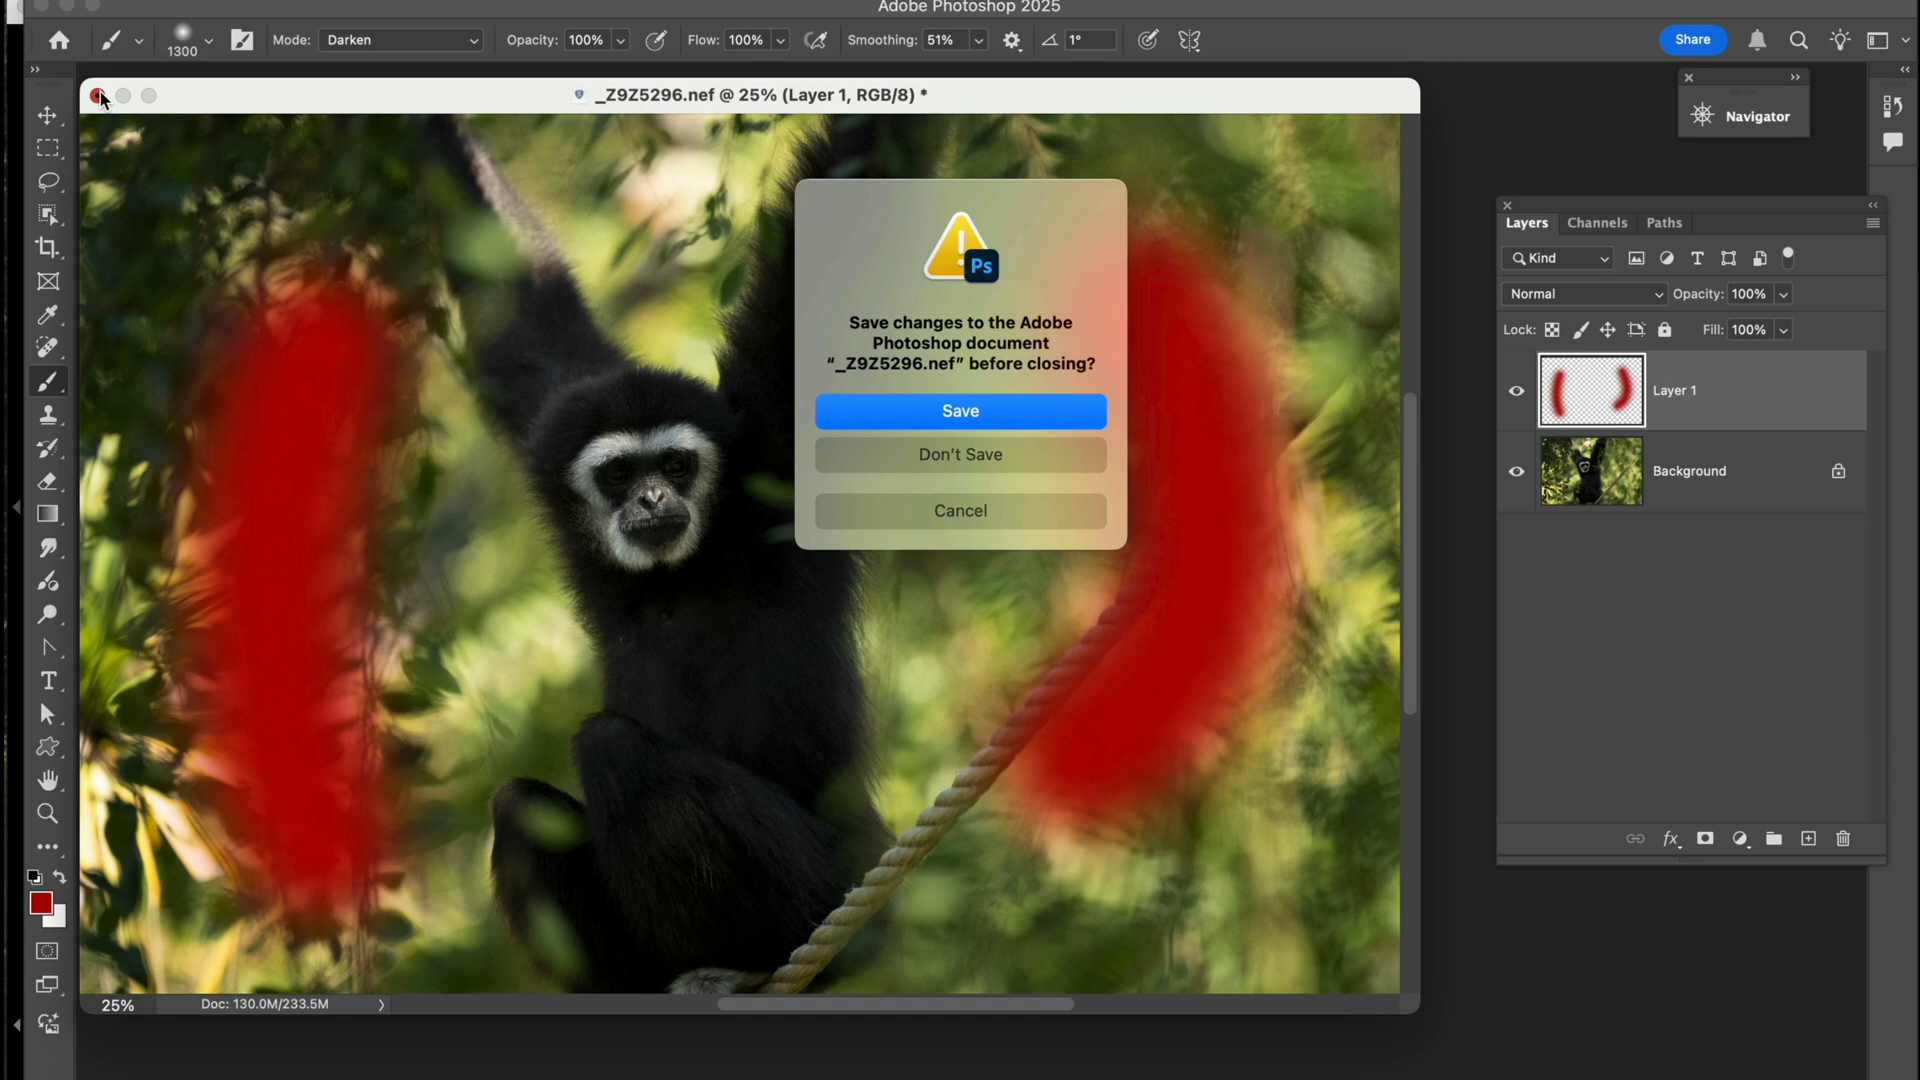 Adobe Photoshop 2025
1300
Mode: Darken
Opacity: 100%
Flow: 100%
Smoothing: 51%
1°
Share
_Z9Z5296.nef @ 25% (Layer 1, RGB/8) *
Navigator
Ps
Save changes to the Adobe
Photoshop document
“_Z9Z5296.nef” before closing?
Save
Don’t Save
Cancel
Layers Channels Paths
Kind
Normal
Opacity: 100%
Lock:
Fill: 100%
Layer 1
Background
fx
25%
Doc: 130.0M/233.5M